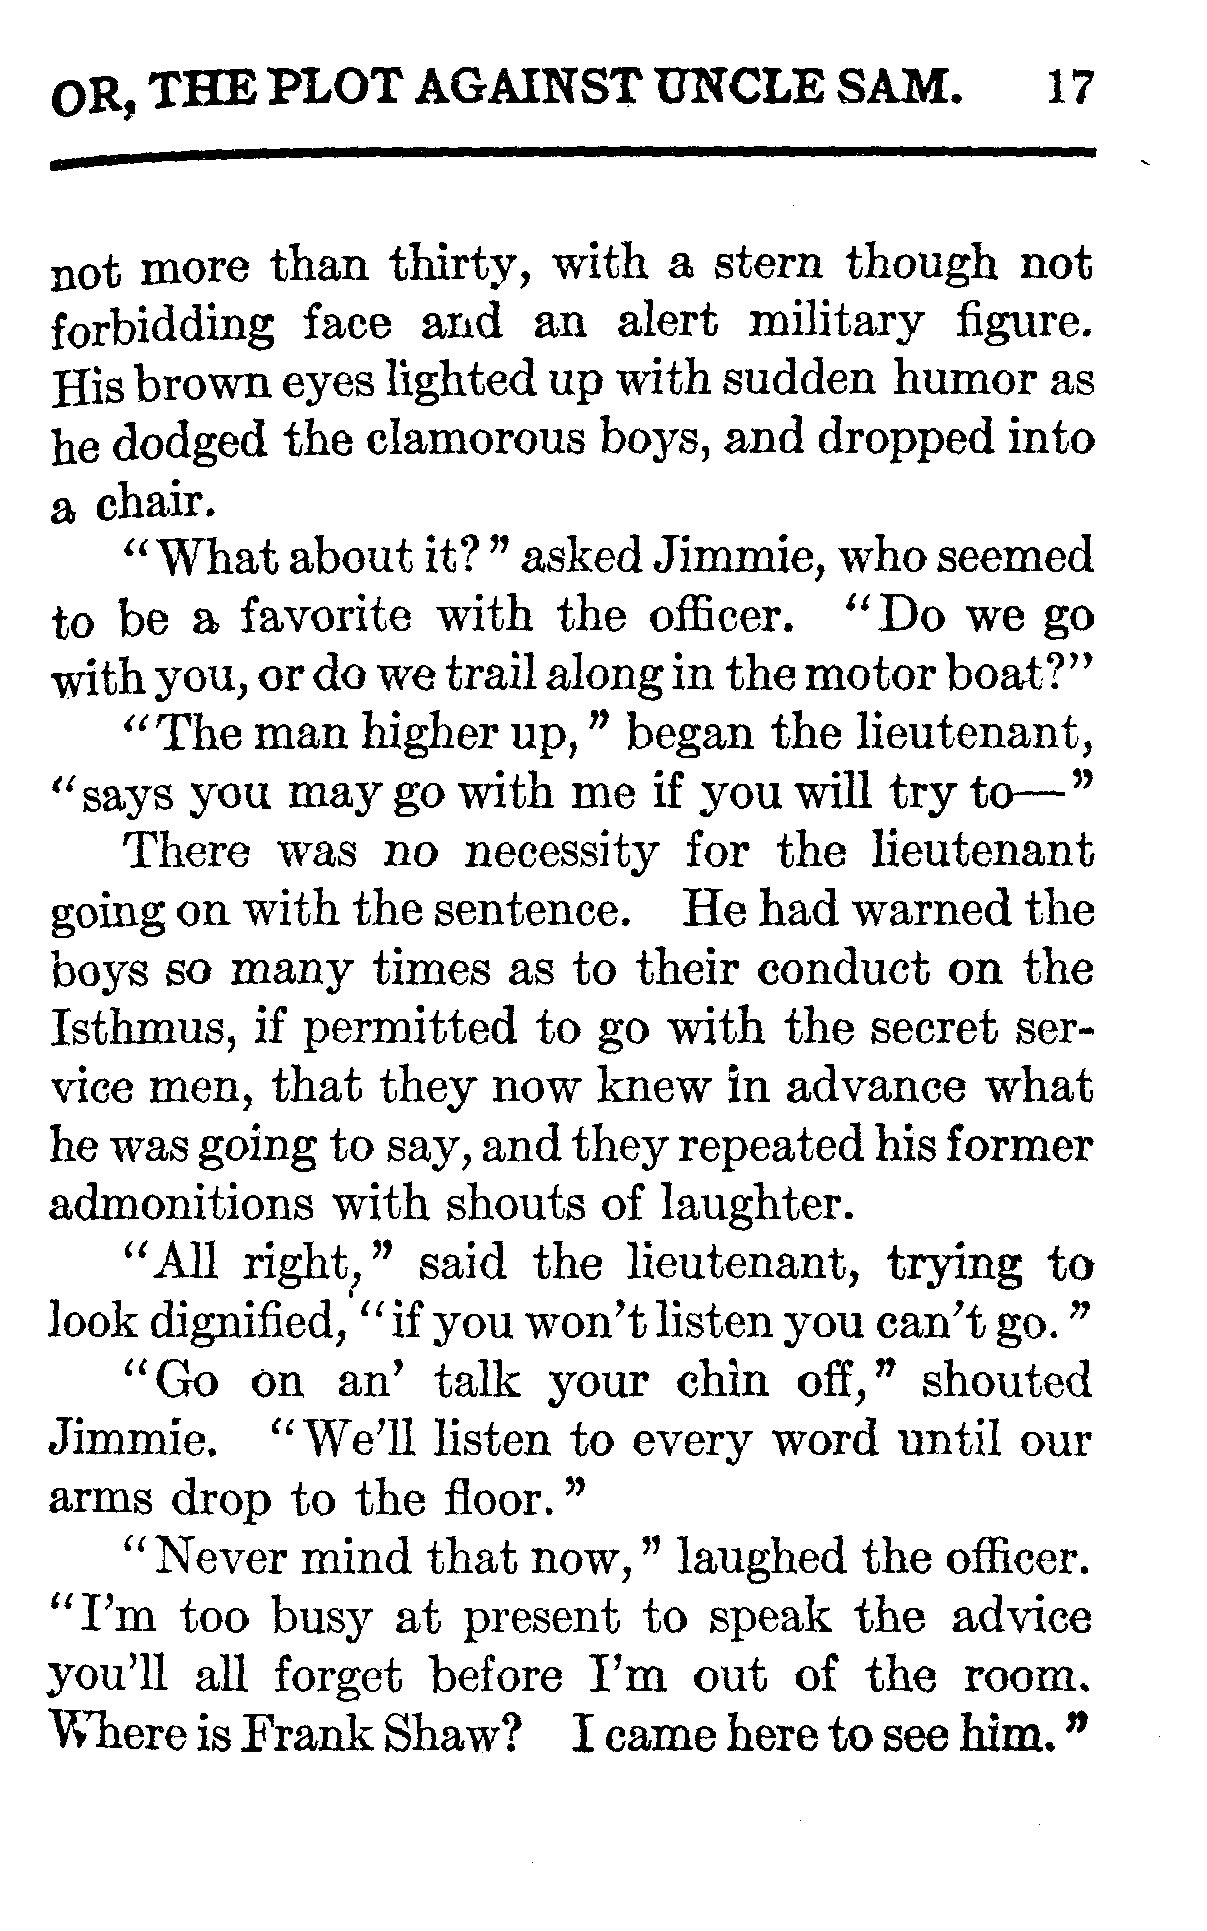 OR, THE PLOT AGAINST UNCLE SAM. 17
not more than thirty, with a stern though not
forbidding face and an alert military figure.
His brown eyes lighted up with sudden humor as
he dodged the clamorous boys, and dropped into
a chair.
"What about it?" asked Jimmie, who seemed
to be a favorite with the officer. "Do we go
with you, or do we trail along in the motor boat?"
"The man higher up," began the lieutenant,
"says you may go with me if you will try to—"
There was no necessity for the lieutenant
going on with the sentence. He had warned the
boys so many times as to their conduct on the
Isthmus, if permitted to go with the secret ser-
vice men, that they now knew in advance what
he was going to say, and they repeated his former
admonitions with shouts of laughter.
"All right," said the lieutenant, trying to
look dignified, "if you won't listen you can't go."
"Go on an' talk your chin off," shouted
Jimmie. "We'll listen to every word until our
arms drop to the floor."
"Never mind that now," laughed the officer.
"I'm too busy at present to speak the advice
you'll all forget before I'm out of the room.
Where is Frank Shaw? I came here to see him."